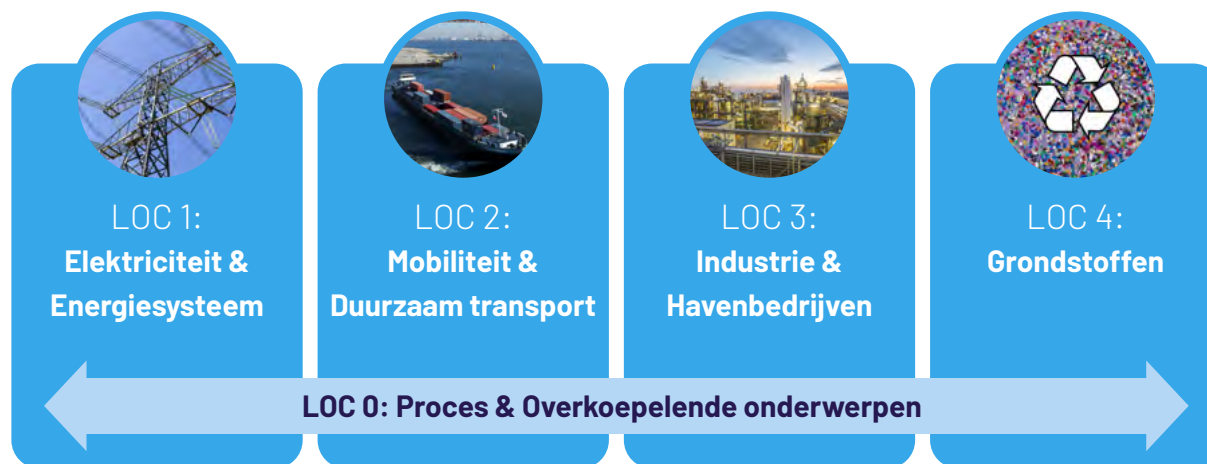 LOC 1:
Elektriciteit &
Energiesysteem
LOC 2:
Mobiliteit &
Duurzaam transport
LOC 3:
Industrie &
Havenbedrijven
LOC 4:
Grondstoffen
LOC 0: Proces & Overkoepelende onderwerpen